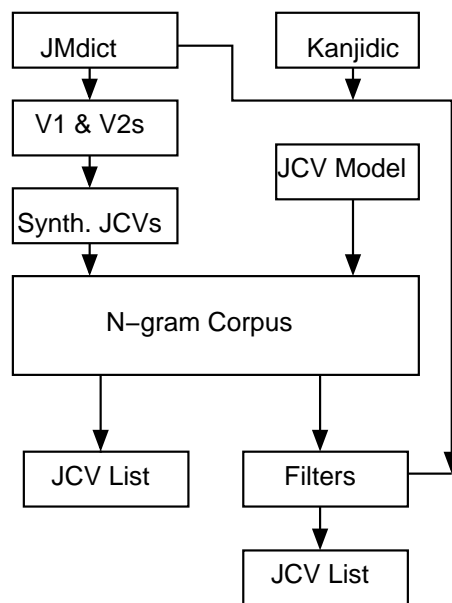 JMdict
Kanjidic
V1 & V2s
JCV Model
Synth. JCVs
N−gram Corpus
JCV List
Filters
JCV List